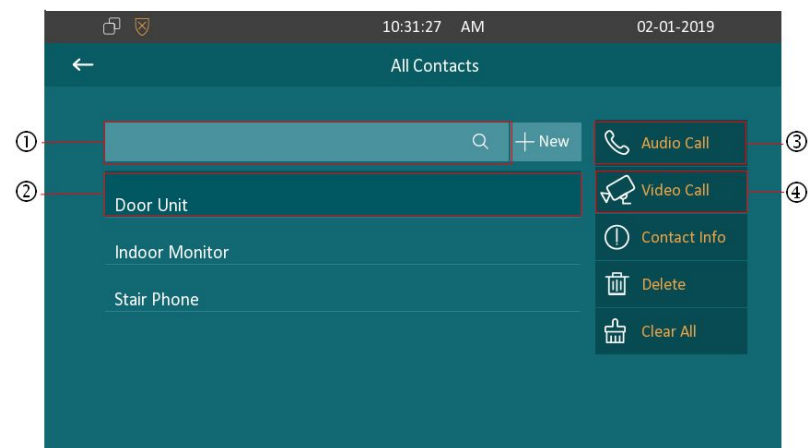 10:31:27 AM 02-01-2019
All Contacts
① New Audio Call ③
② Door Unit Video Call ④
Indoor Monitor Contact Info
Stair Phone Delete
Clear All